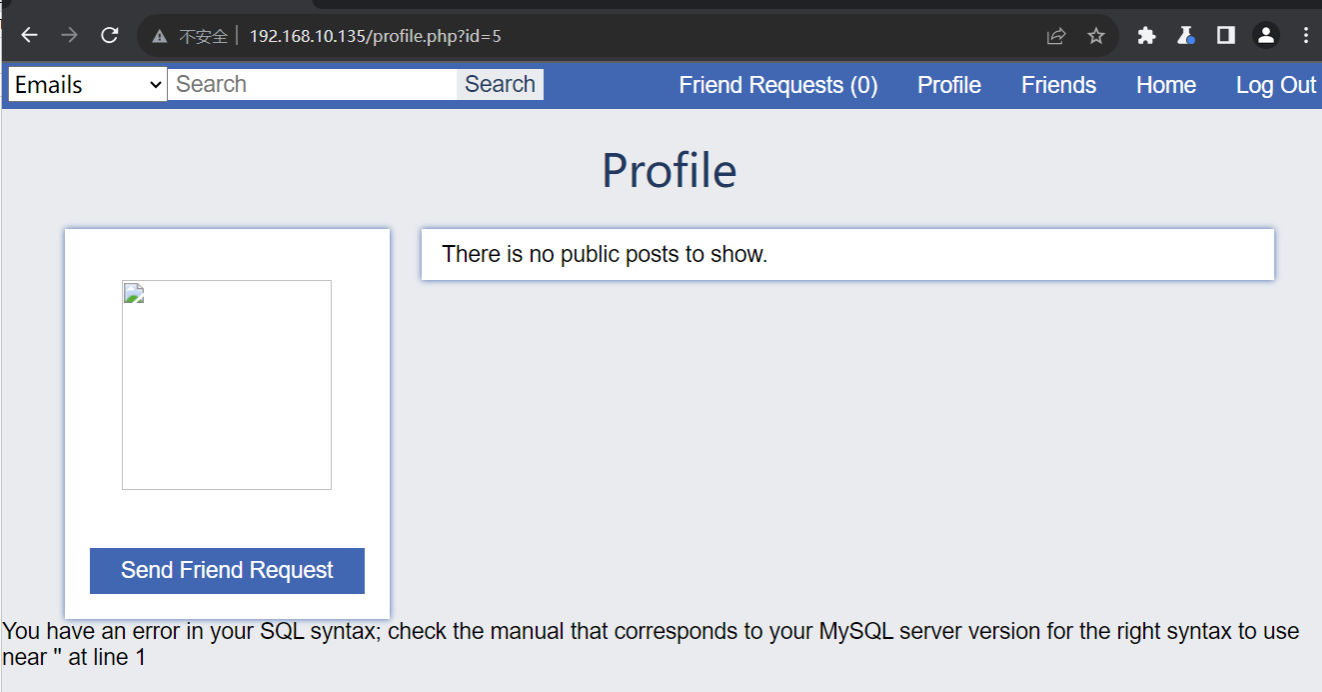 不安全 192.168.10.135/profile.php?id=5
Emails Search Search Friend Requests (0) Profile Friends Home Log Out
Profile
There is no public posts to show.
Send Friend Request
You have an error in your SQL syntax; check the manual that corresponds to your MySQL server version for the right syntax to use
near '' at line 1